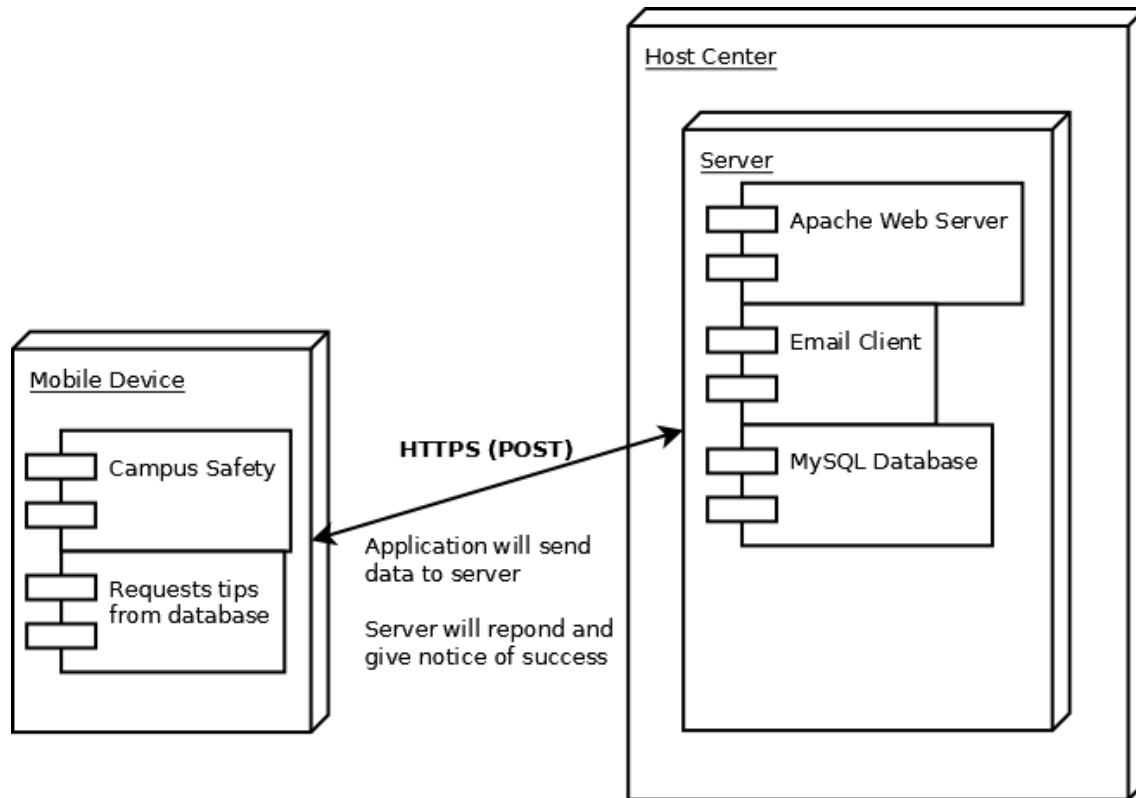 Host Center
Server
Apache Web Server
Email Client
MySQL Database
Mobile Device
Campus Safety
Requests tips
from database
HTTPS (POST)
Application will send
data to server
Server will repond and
give notice of success